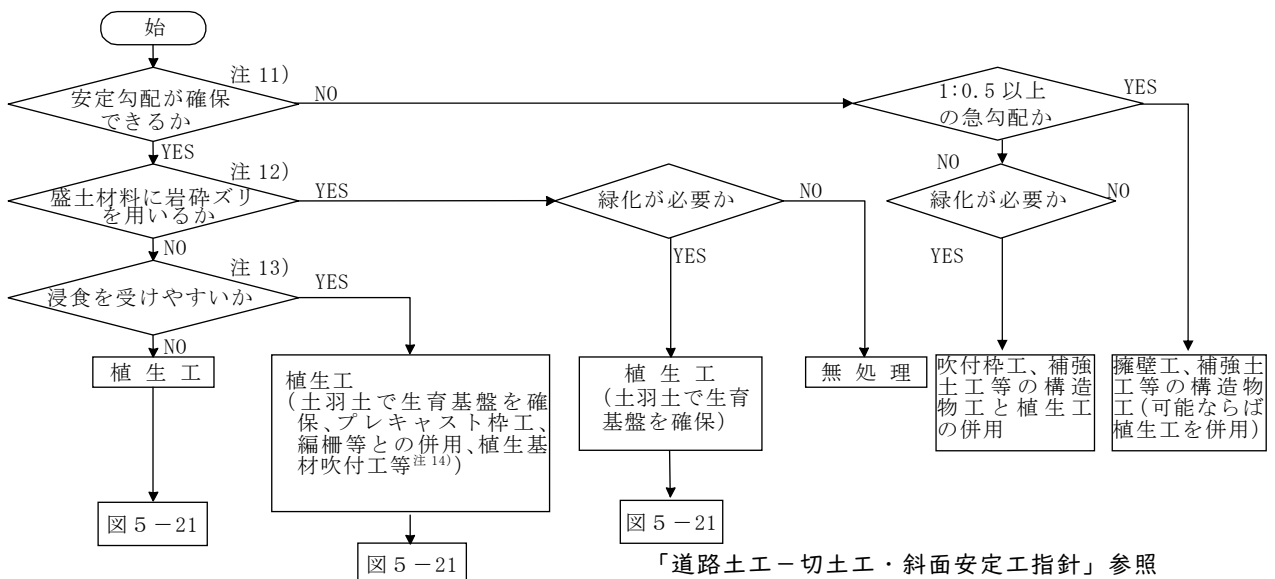 始
注 11)
安定勾配が確保
できるか
NO
1:0.5 以上
の急勾配か
YES
YES
注 12)
NO
盛土材料に岩砕ズリ
を用いるか
YES
緑化が必要か
NO
緑化が必要か
NO
NO
注 13)
YES
YES
YES
浸食を受けやすいか
NO
植 生 工
植生工
(土羽土で生育基盤を確
保、プレキャスト枠工、
編柵等との併用、植生基
材吹付工等注 14))
植 生 工
(土羽土で生育
基盤を確保)
無 処 理
吹付枠工、補強
土工等の構造
物工と植生工
の併用
擁壁工、補強土
工等の構造物
工(可能ならば
植生工を併用)
図 5-21
図 5-21
図 5-21
「道路土工-切土工・斜面安定工指針」参照